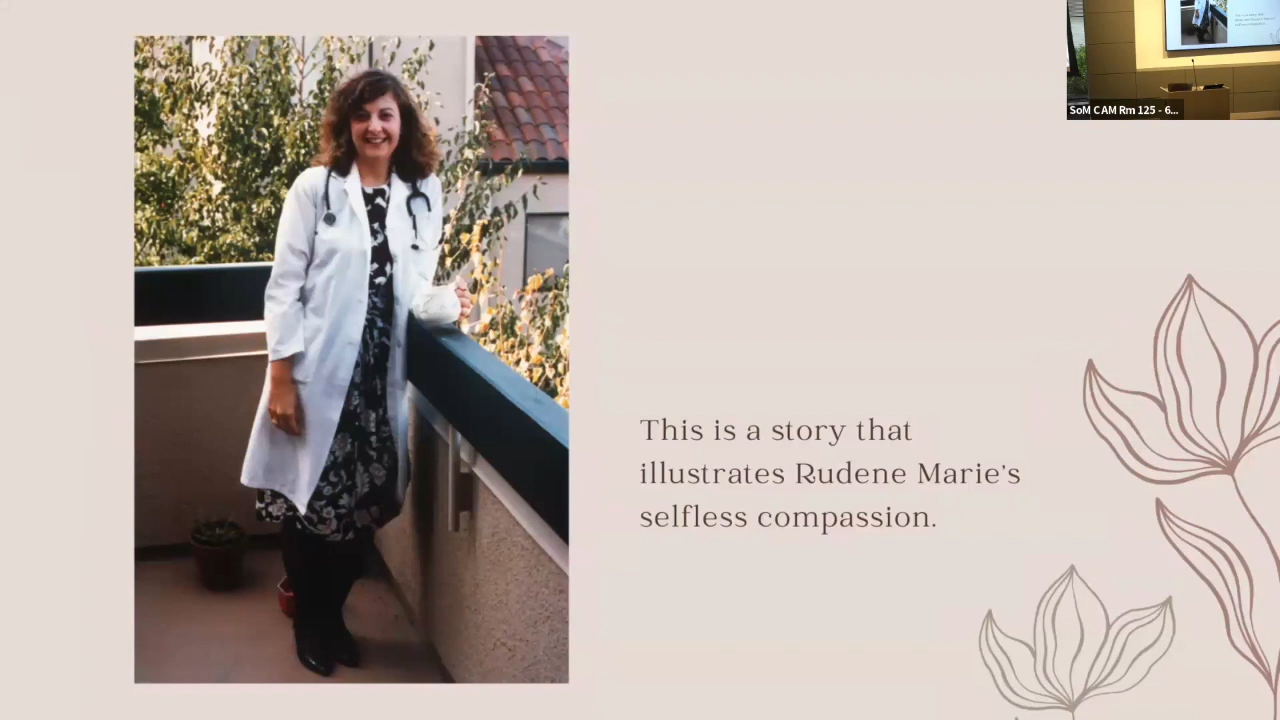 SoM CAM Rm 125 - 6...
This is a story that
illustrates Rudene Marie's
selfless compassion.